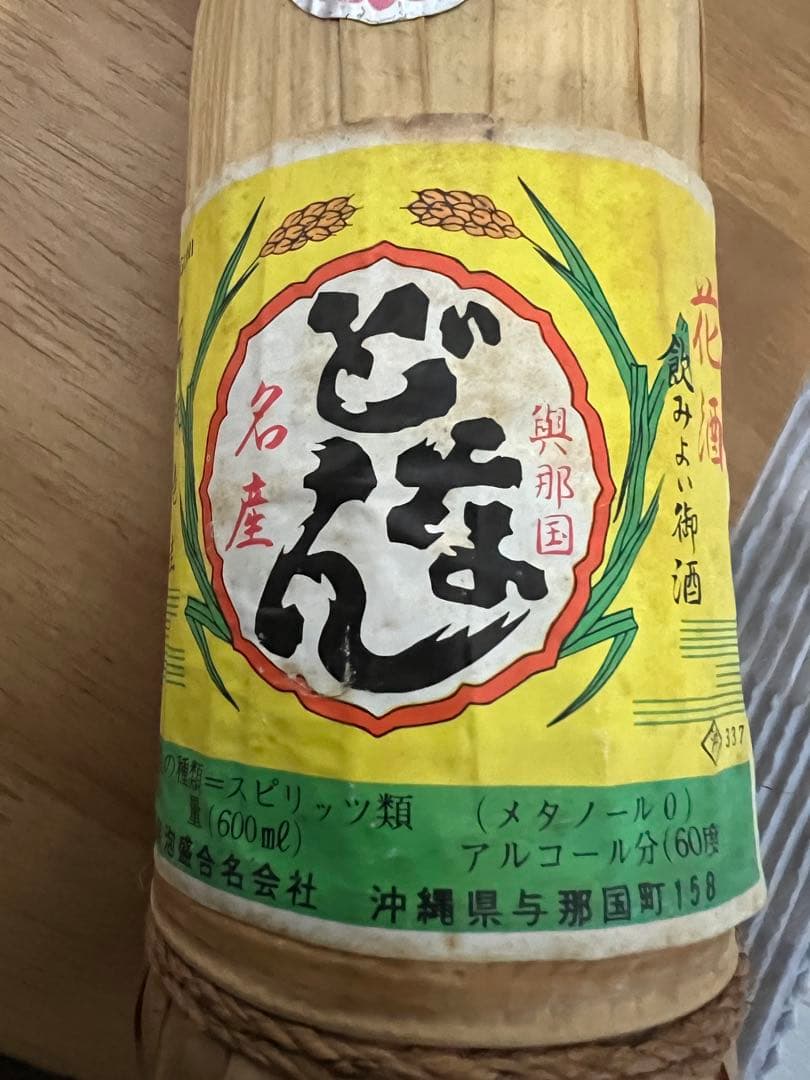 花酒
飲みよい御酒
與那国
どなん
名産
337
の種類=スピリッツ類
(メタノール0)
量(600㎖)
アルコール分(60度
泡盛合名会社
沖縄県与那国町158